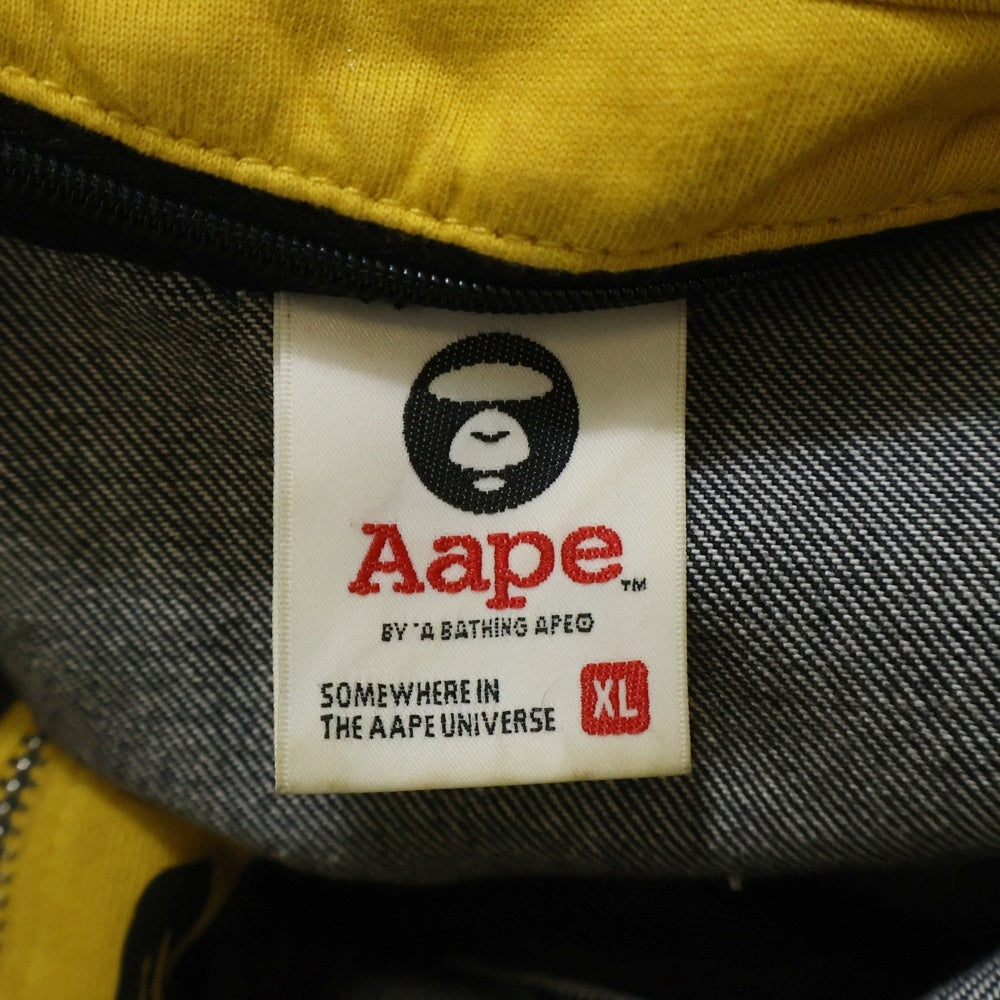 Aape™
BY *A BATHING APE®
SOMEWHERE IN
THE AAPE UNIVERSE
XL